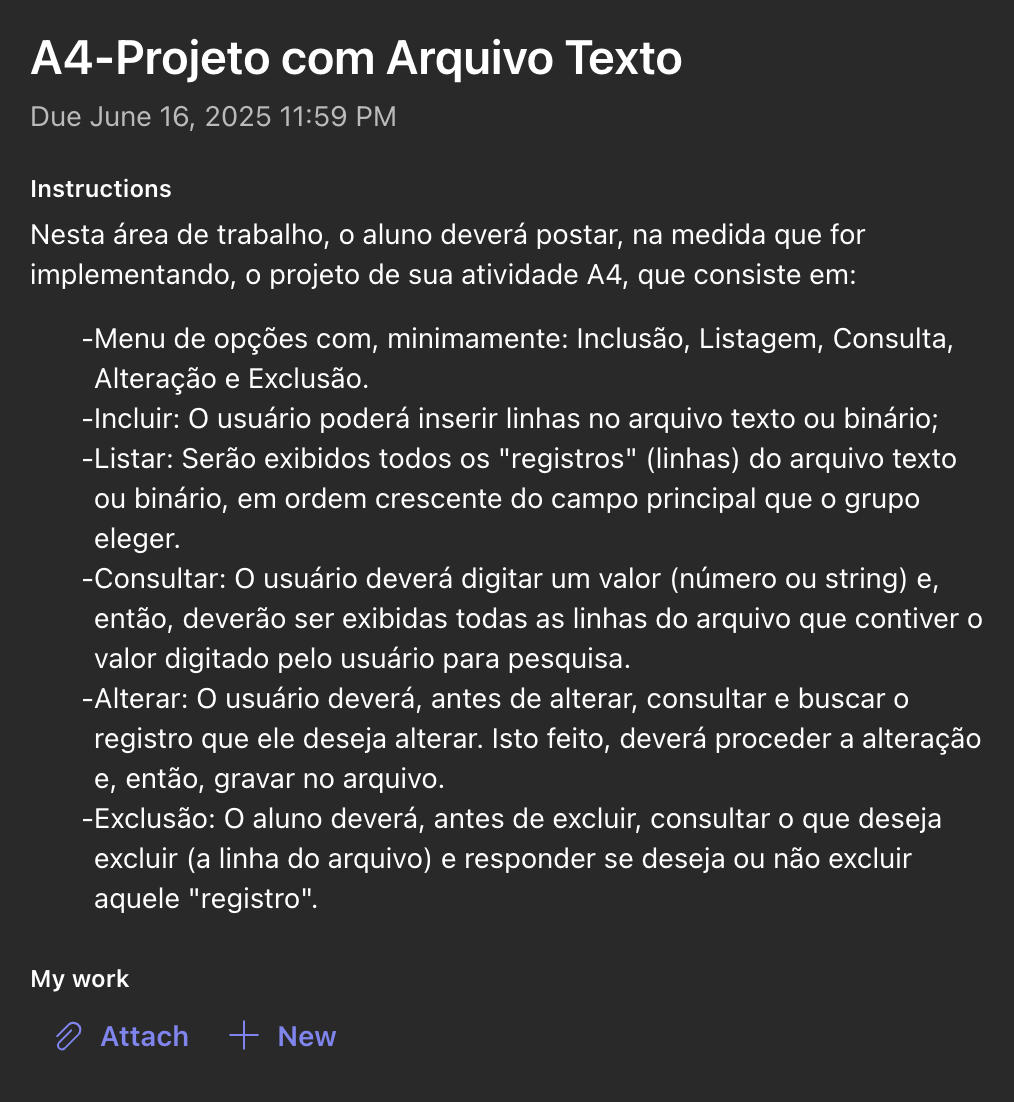 A4-Projeto com Arquivo Texto
Due June 16, 2025 11:59 PM
Instructions
Nesta área de trabalho, o aluno deverá postar, na medida que for
implementando, o projeto de sua atividade A4, que consiste em:
-Menu de opções com, minimamente: Inclusão, Listagem, Consulta,
Alteração e Exclusão.
-Incluir: O usuário poderá inserir linhas no arquivo texto ou binário;
-Listar: Serão exibidos todos os "registros" (linhas) do arquivo texto
ou binário, em ordem crescente do campo principal que o grupo
eleger.
-Consultar: O usuário deverá digitar um valor (número ou string) e,
então, deverão ser exibidas todas as linhas do arquivo que contiver o
valor digitado pelo usuário para pesquisa.
-Alterar: O usuário deverá, antes de alterar, consultar e buscar o
registro que ele deseja alterar. Isto feito, deverá proceder a alteração
e, então, gravar no arquivo.
-Exclusão: O aluno deverá, antes de excluir, consultar o que deseja
excluir (a linha do arquivo) e responder se deseja ou não excluir
aquele "registro".
My work
Attach New